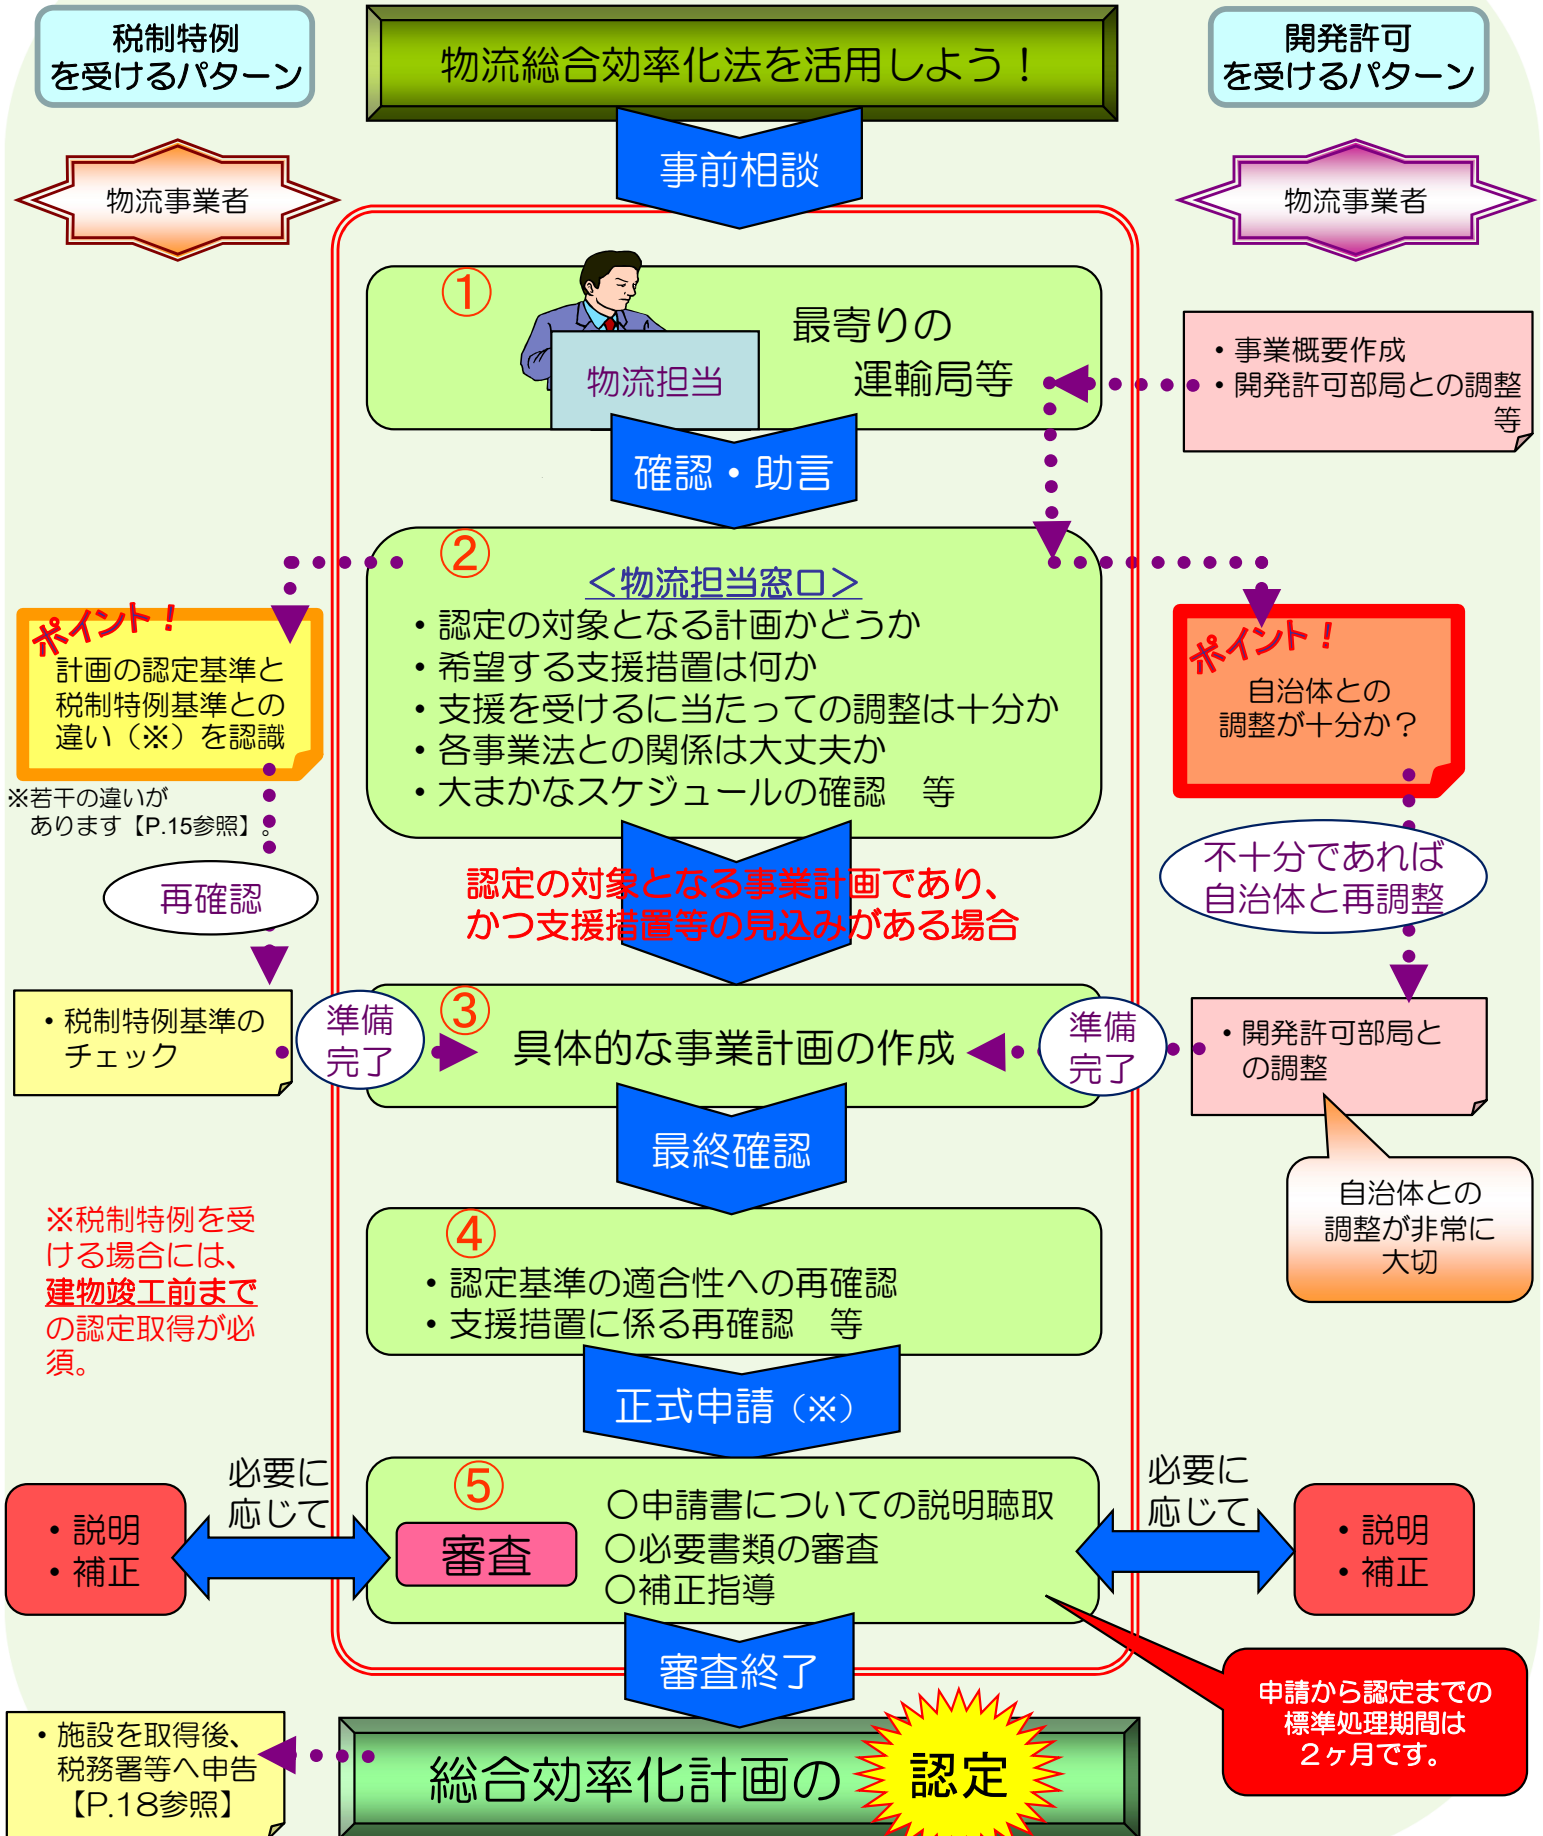 税制特例
を受けるパターン
物流総合効率化法を活用しよう！
開発許可
を受けるパターン
事前相談
物流事業者
物流事業者
①
物流担当
最寄りの
運輸局等
・事業概要作成
・開発許可部局との調整
等
確認・助言
②
＜物流担当窓口＞
・認定の対象となる計画かどうか
・希望する支援措置は何か
・支援を受けるに当たっての調整は十分か
・各事業法との関係は大丈夫か
・大まかなスケジュールの確認　等
ポイント！
計画の認定基準と
税制特例基準との
違い（※）を認識
※若干の違いが
あります【P.15参照】。
再確認
ポイント！
自治体との
調整が十分か？
不十分であれば
自治体と再調整
認定の対象となる事業計画であり、
かつ支援措置等の見込みがある場合
・税制特例基準の
チェック
準備
完了
③
具体的な事業計画の作成
準備
完了
・開発許可部局と
の調整
自治体との
調整が非常に
大切
最終確認
※税制特例を受
ける場合には、
建物竣工前まで
の認定取得が必
須。
④
・認定基準の適合性への再確認
・支援措置に係る再確認　等
正式申請（※）
・説明
・補正
必要に
応じて
⑤
審査
○申請書についての説明聴取
○必要書類の審査
○補正指導
必要に
応じて
・説明
・補正
審査終了
申請から認定までの
標準処理期間は
２ヶ月です。
・施設を取得後、
税務署等へ申告
【P.18参照】
総合効率化計画の
認定